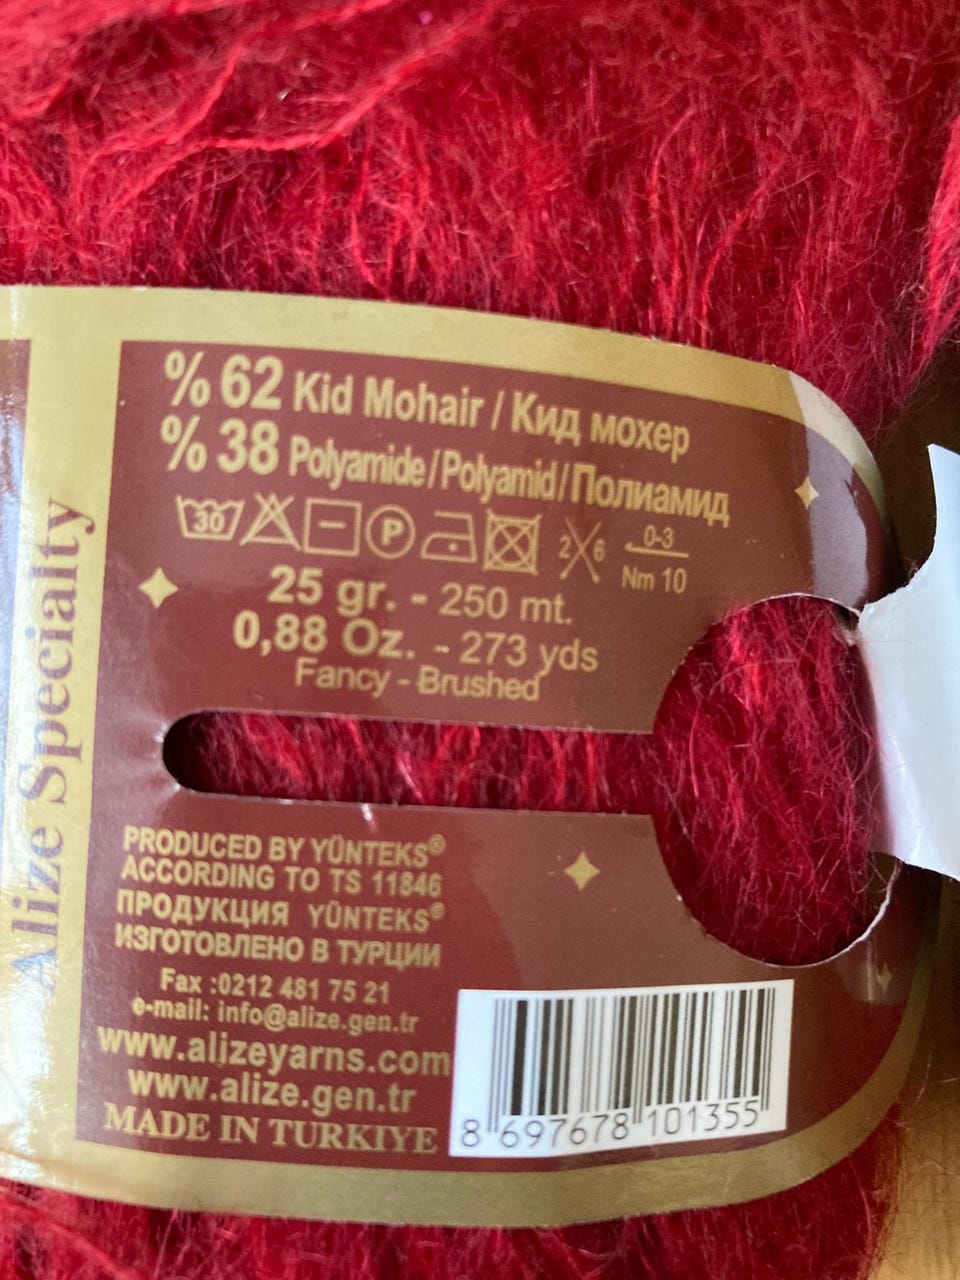 Alize Specialty
% 62 Kid Mohair / Кид мохер
% 38 Polyamide / Polyamid / Полиамид
30 P 2 6 0-3
Nm 10
25 gr. - 250 mt.
0,88 Oz. - 273 yds
Fancy - Brushed
PRODUCED BY YÜNTEKS®
ACCORDING TO TS 11846
ПРОДУКЦИЯ YÜNTEKS®
ИЗГОТОВЛЕНО В ТУРЦИИ
Fax :0212 481 75 21
e-mail: info@alize.gen.tr
www.alizeyarns.com
www.alize.gen.tr
MADE IN TURKIYE
8 697678 101355